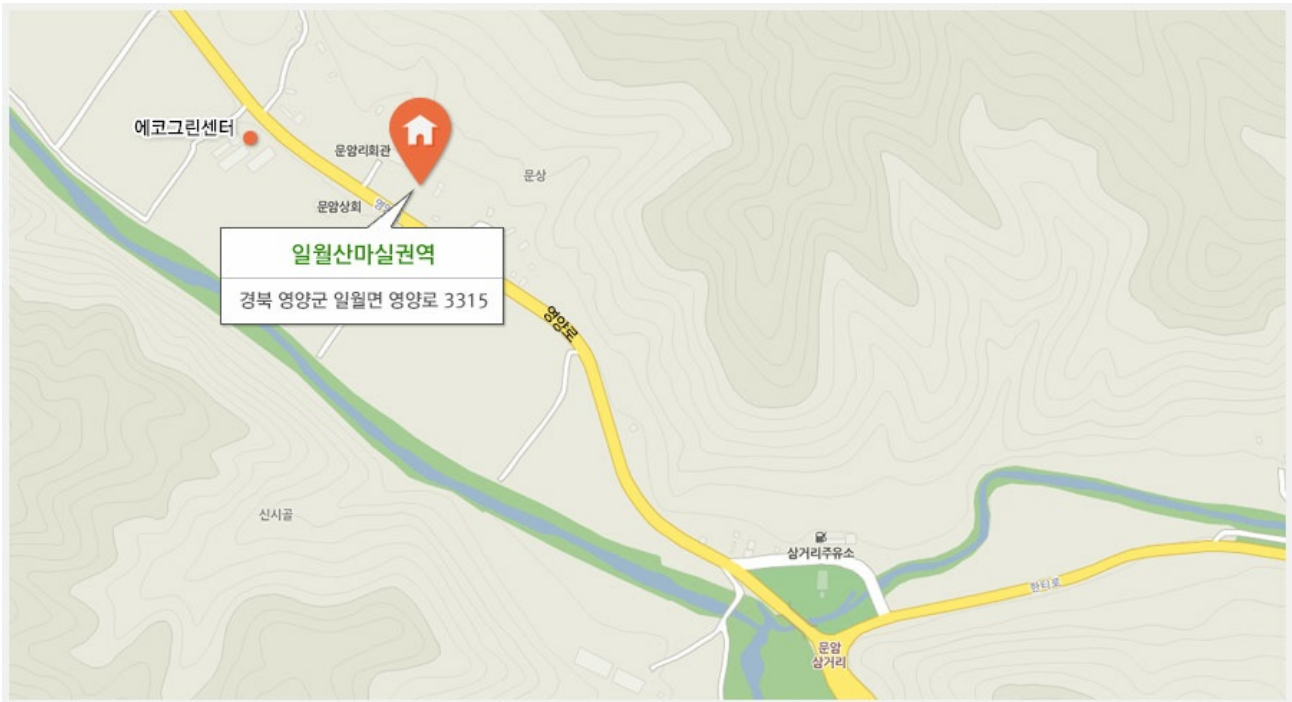 에코그린센터
문암리회관
문상
문암상회
일월산마실권역
경북 영양군 일월면 영양로 3315
영양로
신시골
삼거리주유소
한티로
문암
삼거리